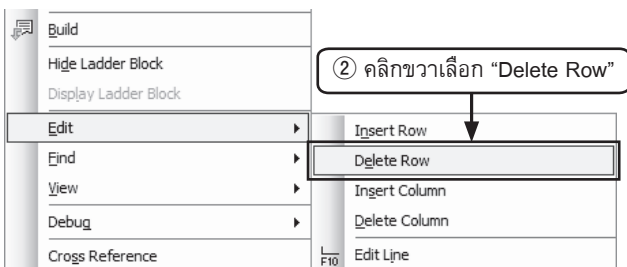 Build
Hide Ladder Block
② คลิกขวาเลือก “Delete Row”
Display Ladder Block
Edit
Insert Row
Find
Delete Row
View
Insert Column
Debug
Delete Column
Cross Reference
F10 Edit Line